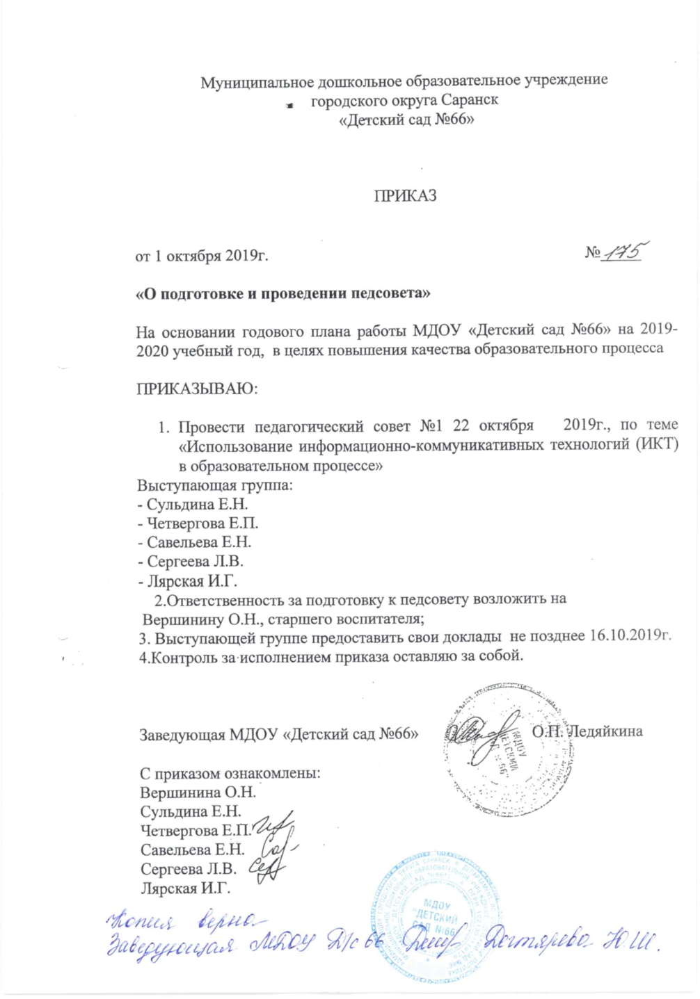 Муниципальное дошкольное образовательное учреждение
городского округа Саранск
«Детский сад №66»
ПРИКАЗ
от 1 октября 2019г. № 175
«О подготовке и проведении педсовета»
На основании годового плана работы МДОУ «Детский сад №66» на 2019-
2020 учебный год, в целях повышения качества образовательного процесса
ПРИКАЗЫВАЮ:
1. Провести педагогический совет №1 22 октября 2019г., по теме
«Использование информационно-коммуникативных технологий (ИКТ)
в образовательном процессе»
Выступающая группа:
- Сульдина Е.Н.
- Четвергова Е.П.
- Савельева Е.Н.
- Сергеева Л.В.
- Лярская И.Г.
2.Ответственность за подготовку к педсовету возложить на
Вершинину О.Н., старшего воспитателя;
3. Выступающей группе предоставить свои доклады не позднее 16.10.2019г.
4.Контроль за исполнением приказа оставляю за собой.
Заведующая МДОУ «Детский сад №66» О.П. Ледяйкина
МДОУ
"ДЕТСКИЙ
САД №66"
С приказом ознакомлены:
Вершинина О.Н.
Сульдина Е.Н.
Четвергова Е.П.
Савельева Е.Н.
Сергеева Л.В.
Лярская И.Г.
МДОУ
"ДЕТСКИЙ
САД №66"
Копия верна
Заведующая МДОУ Д/с 66 Дегтярева Ю.Ш.